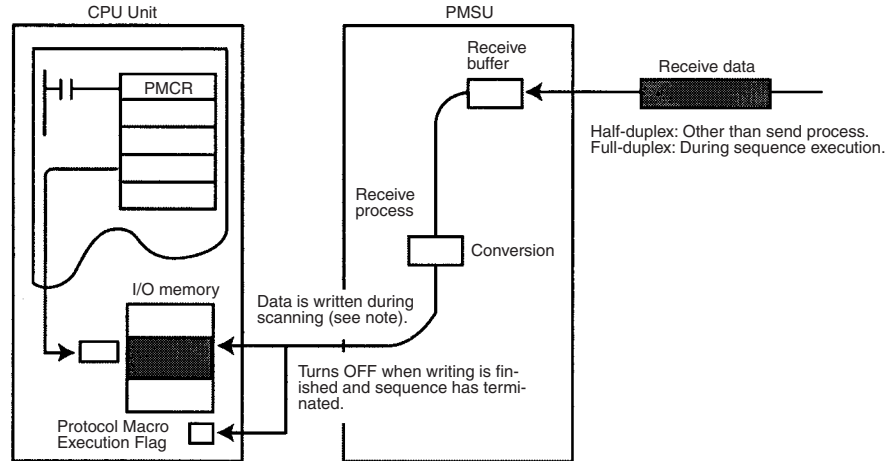 CPU Unit
PMSU
PMCR
Receive
buffer
Receive data
Half-duplex: Other than send process.
Full-duplex: During sequence execution.
Receive
process
Conversion
I/O memory
Data is written during
scanning (see note).
Turns OFF when writing is fin-
ished and sequence has termi-
nated.
Protocol Macro
Execution Flag